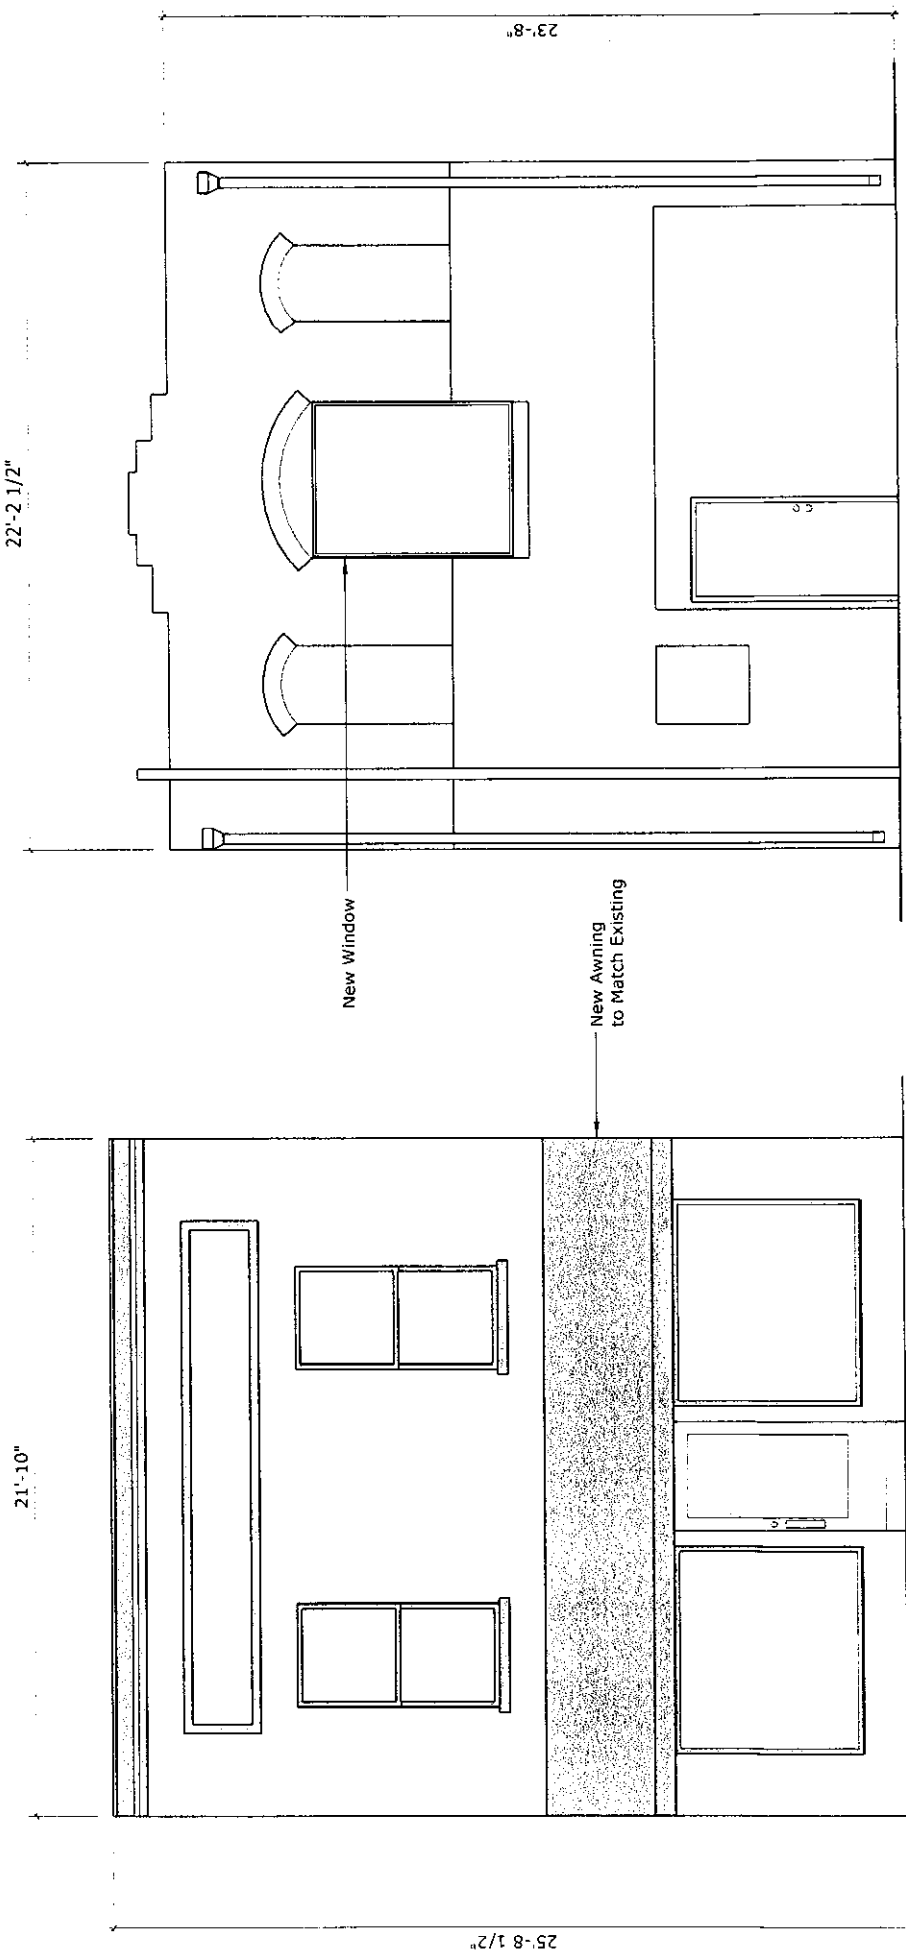 21'-10"
25'-8 1/2"
New Awning
to Match Existing
New Window
22'-2 1/2"
23'-8"